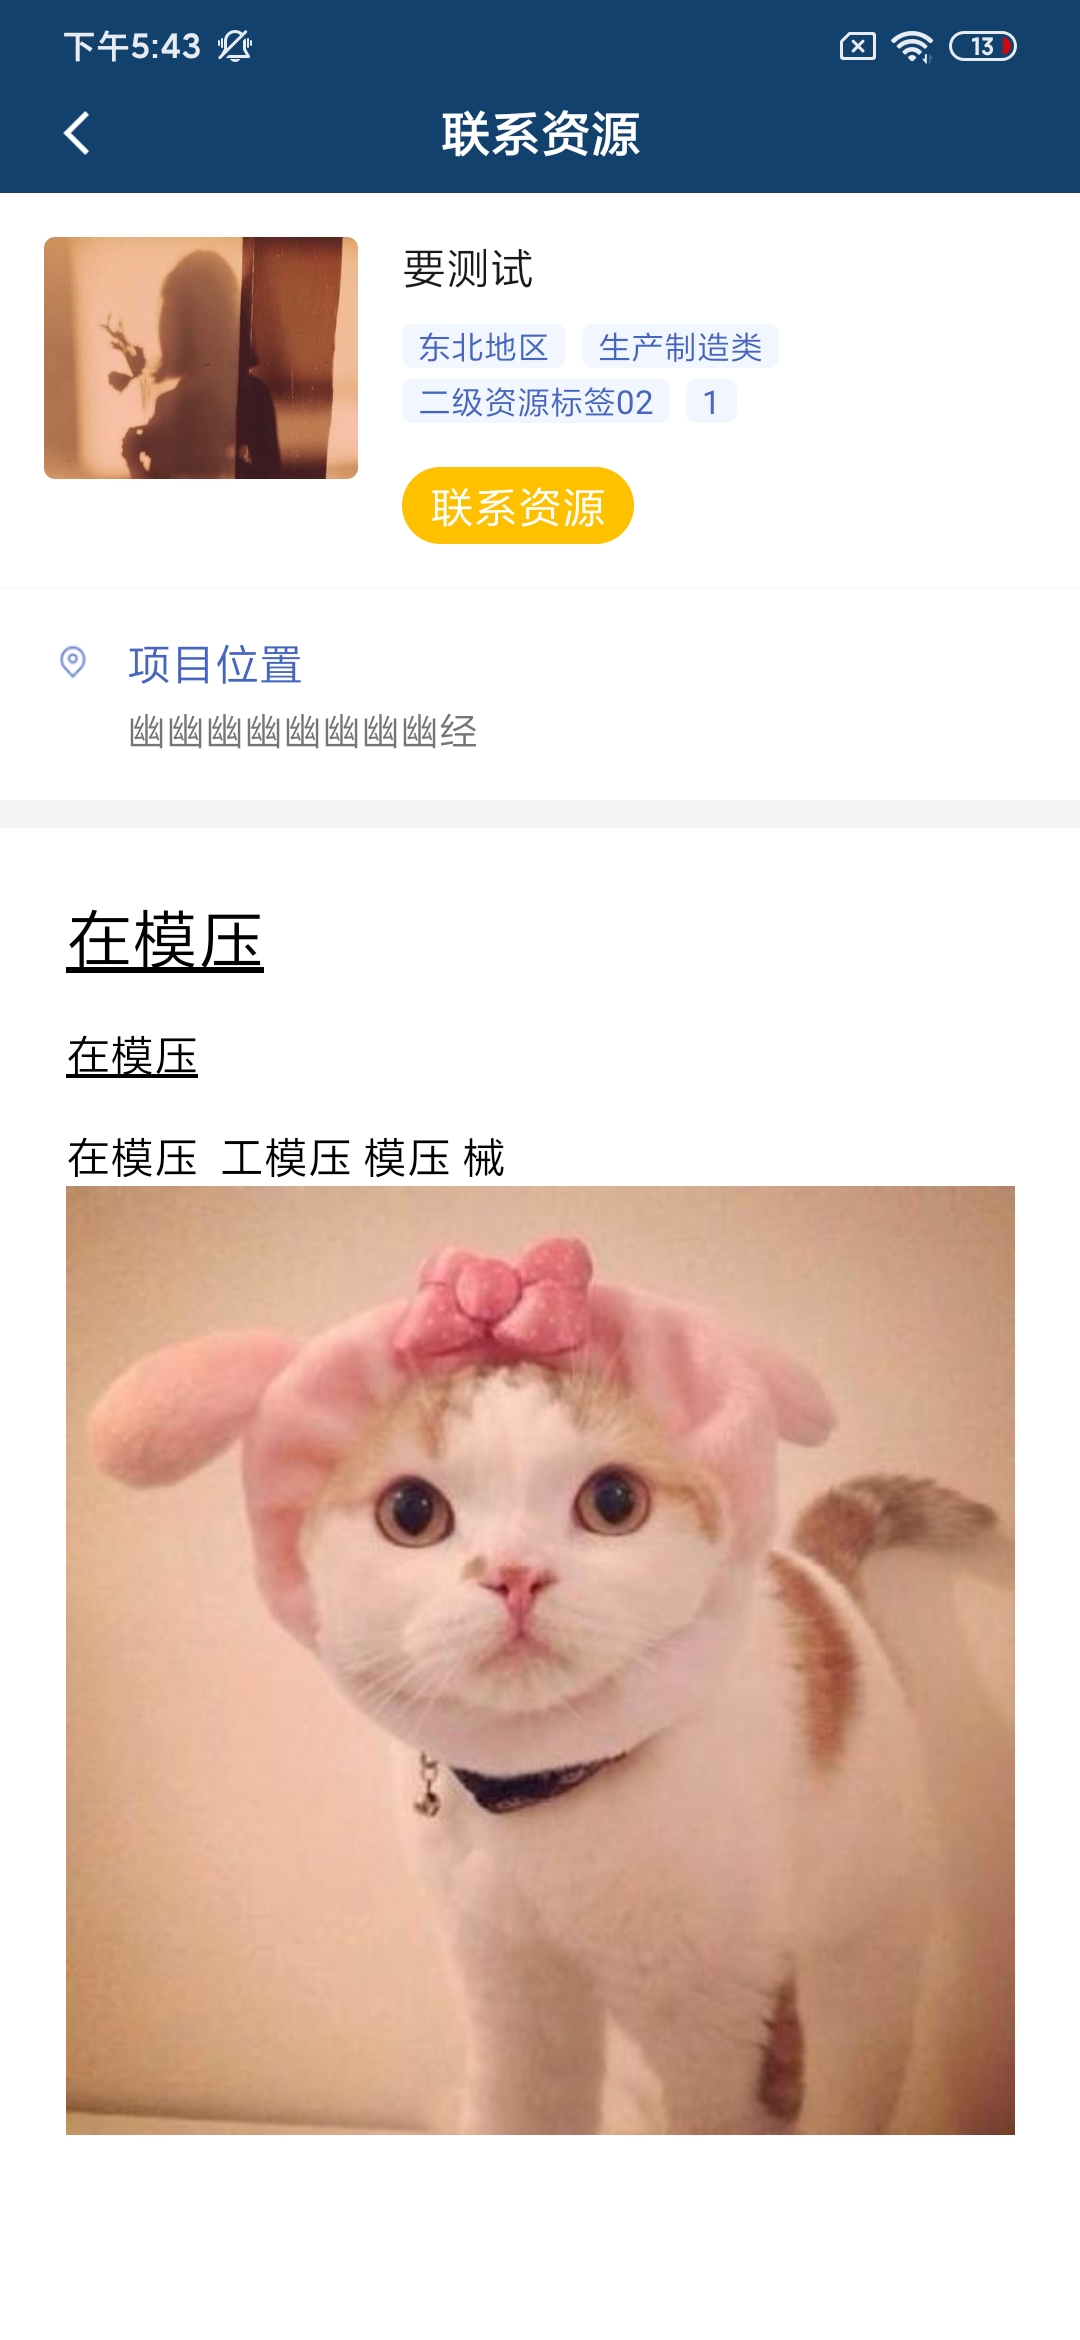 下午5:43
13
联系资源
要测试
东北地区 生产制造类
二级资源标签02 1
联系资源
项目位置
幽幽幽幽幽幽幽幽经
在模压
在模压
在模压 工模压 模压 械